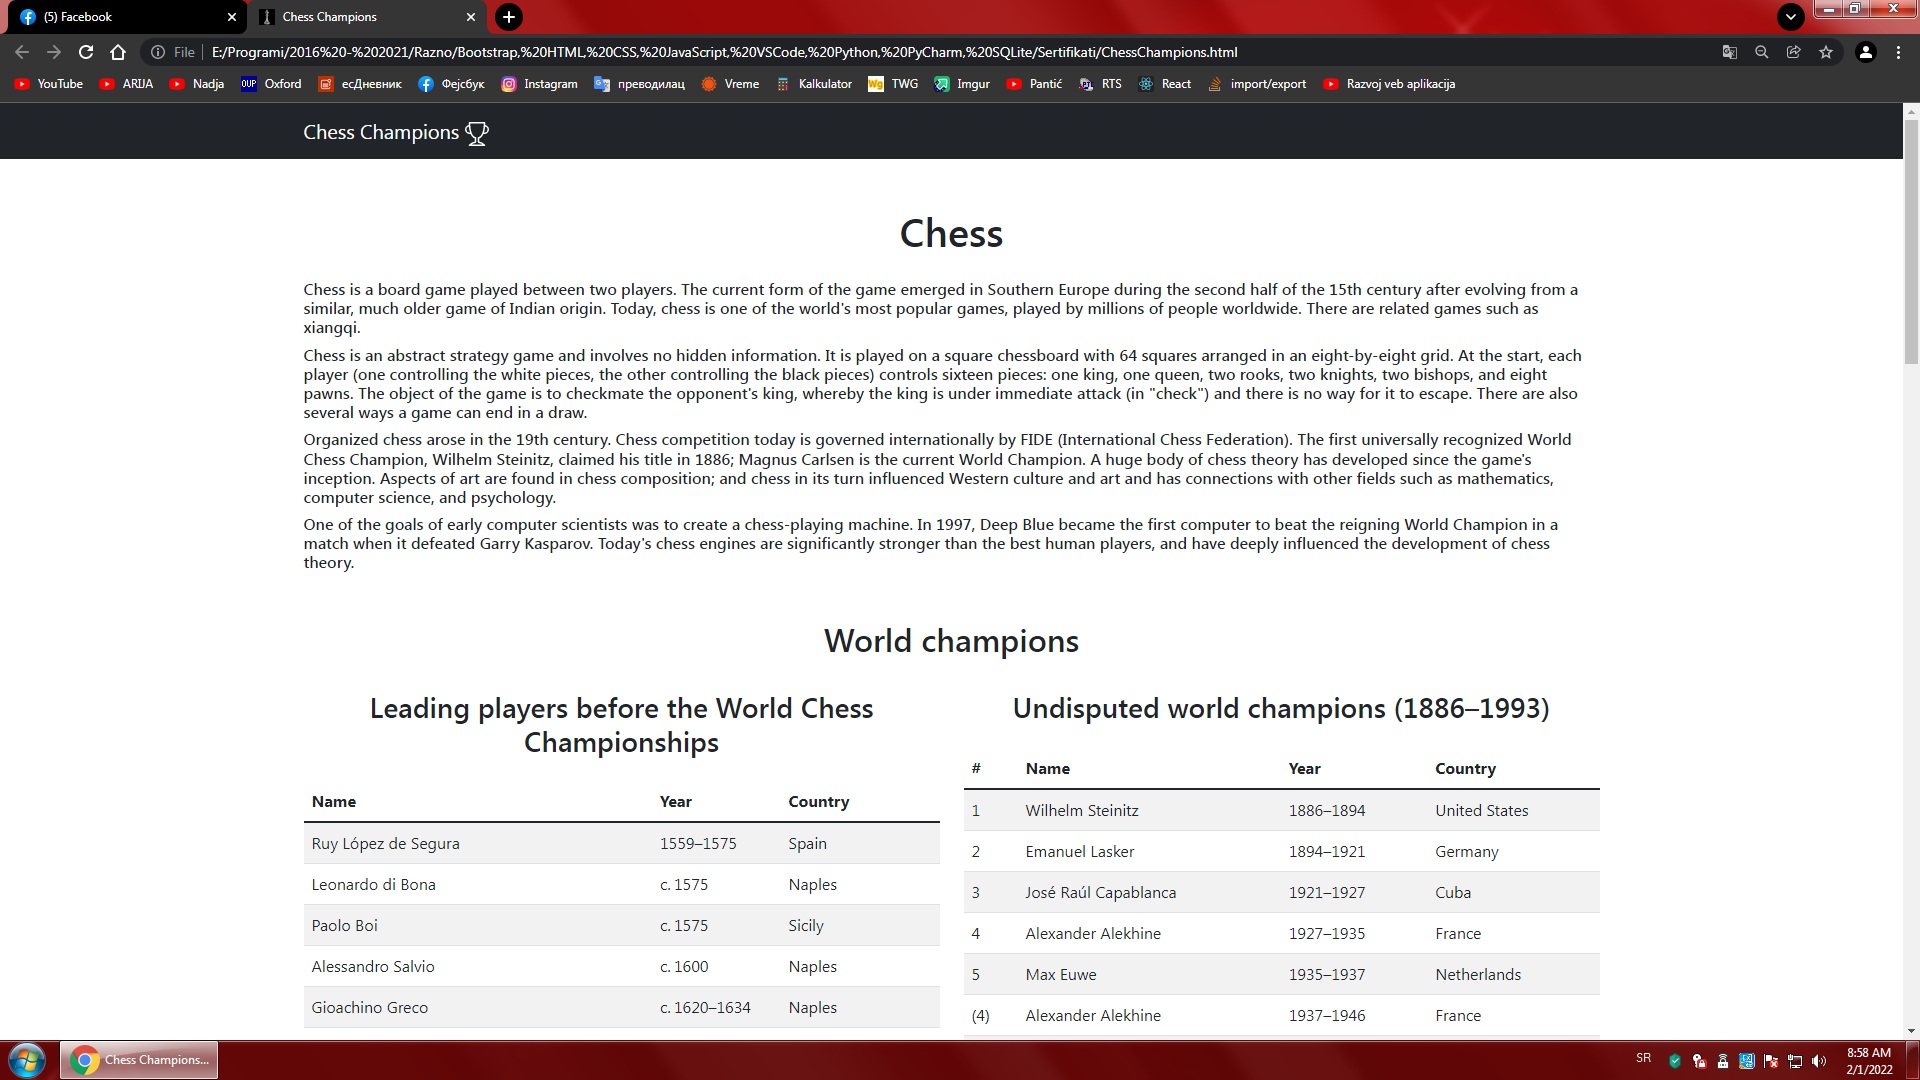 (5) Facebook
Chess Champions
File
E:/Programi/2016%20-%202021/Razno/Bootstrap,%20HTML,%20CSS,%20JavaScript,%20VSCode,%20Python,%20PyCharm,%20SQLite/Sertifikati/ChessChampions.html
YouTube ARIJA Nadja OUP Oxford есДневник Фејсбук Instagram преводилац Vreme Kalkulator Wg TWG Imgur Pantić RTS React import/export Razvoj veb aplikacija
Chess Champions
Chess
Chess is a board game played between two players. The current form of the game emerged in Southern Europe during the second half of the 15th century after evolving from a
similar, much older game of Indian origin. Today, chess is one of the world's most popular games, played by millions of people worldwide. There are related games such as
xiangqi.
Chess is an abstract strategy game and involves no hidden information. It is played on a square chessboard with 64 squares arranged in an eight-by-eight grid. At the start, each
player (one controlling the white pieces, the other controlling the black pieces) controls sixteen pieces: one king, one queen, two rooks, two knights, two bishops, and eight
pawns. The object of the game is to checkmate the opponent's king, whereby the king is under immediate attack (in "check") and there is no way for it to escape. There are also
several ways a game can end in a draw.
Organized chess arose in the 19th century. Chess competition today is governed internationally by FIDE (International Chess Federation). The first universally recognized World
Chess Champion, Wilhelm Steinitz, claimed his title in 1886; Magnus Carlsen is the current World Champion. A huge body of chess theory has developed since the game's
inception. Aspects of art are found in chess composition; and chess in its turn influenced Western culture and art and has connections with other fields such as mathematics,
computer science, and psychology.
One of the goals of early computer scientists was to create a chess-playing machine. In 1997, Deep Blue became the first computer to beat the reigning World Champion in a
match when it defeated Garry Kasparov. Today's chess engines are significantly stronger than the best human players, and have deeply influenced the development of chess
theory.
World champions
Leading players before the World Chess
Championships
Name Year Country
Ruy López de Segura 1559–1575 Spain
Leonardo di Bona c. 1575 Naples
Paolo Boi c. 1575 Sicily
Alessandro Salvio c. 1600 Naples
Gioachino Greco c. 1620–1634 Naples
Undisputed world champions (1886–1993)
# Name Year Country
1 Wilhelm Steinitz 1886–1894 United States
2 Emanuel Lasker 1894–1921 Germany
3 José Raúl Capablanca 1921–1927 Cuba
4 Alexander Alekhine 1927–1935 France
5 Max Euwe 1935–1937 Netherlands
(4) Alexander Alekhine 1937–1946 France
Chess Champions...
SR
8:58 AM
2/1/2022